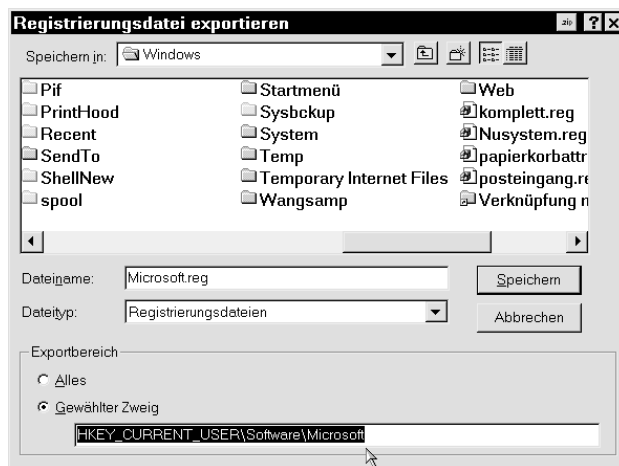 Registrierungsdatei exportieren
zip ? X
Speichern in: Windows
Pif
PrintHood
Recent
SendTo
ShellNew
spool
Startmenü
Sysbckup
System
Temp
Temporary Internet Files
Wangsamp
Web
komplett.reg
Nusystem.reg
papierkorbattr
posteingang.re
Verknüpfung n
Dateiname: Microsoft.reg
Speichern
Dateityp: Registrierungsdateien
Abbrechen
Exportbereich
Alles
Gewählter Zweig
HKEY_CURRENT_USER\Software\Microsoft